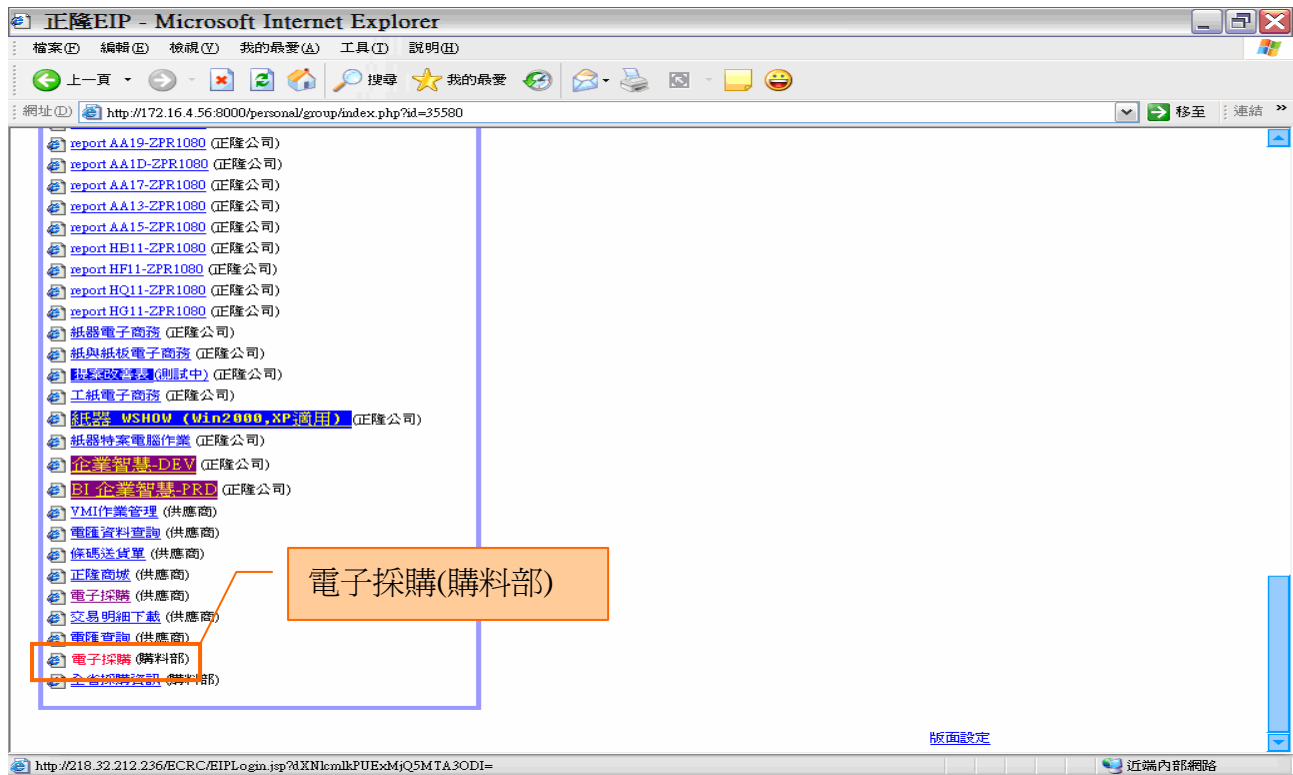 正隆EIP - Microsoft Internet Explorer
檔案(F) 編輯(E) 檢視(V) 我的最愛(A) 工具(T) 說明(H)
上一頁 搜尋 我的最愛
網址(D) http://172.16.4.56:8000/personal/group/index.php?id=35580 移至 連結 »
report AA19-ZPR1080 (正隆公司)
report AA1D-ZPR1080 (正隆公司)
report AA17-ZPR1080 (正隆公司)
report AA13-ZPR1080 (正隆公司)
report AA15-ZPR1080 (正隆公司)
report HB11-ZPR1080 (正隆公司)
report HF11-ZPR1080 (正隆公司)
report HQ11-ZPR1080 (正隆公司)
report HG11-ZPR1080 (正隆公司)
紙器電子商務 (正隆公司)
紙與紙板電子商務 (正隆公司)
提案改善表(測試中) (正隆公司)
工紙電子商務 (正隆公司)
紙器 WSHOW (Win2000,XP適用) (正隆公司)
紙器特案電腦作業 (正隆公司)
企業智慧-DEV (正隆公司)
BI 企業智慧-PRD (正隆公司)
VMI作業管理 (供應商)
電匯資料查詢 (供應商)
條碼送貨單 (供應商)
正隆商城 (供應商)
電子採購 (供應商)
電子採購(購料部)
交易明細下載 (供應商)
電匯查詢 (供應商)
電子採購 (購料部)
全省採購資訊 (購料部)
版面設定
http://218.32.212.236/ECRC/EIPLogin.jsp?dXNlcmlkPUExMjQ5MTA3ODI= 近端內部網路